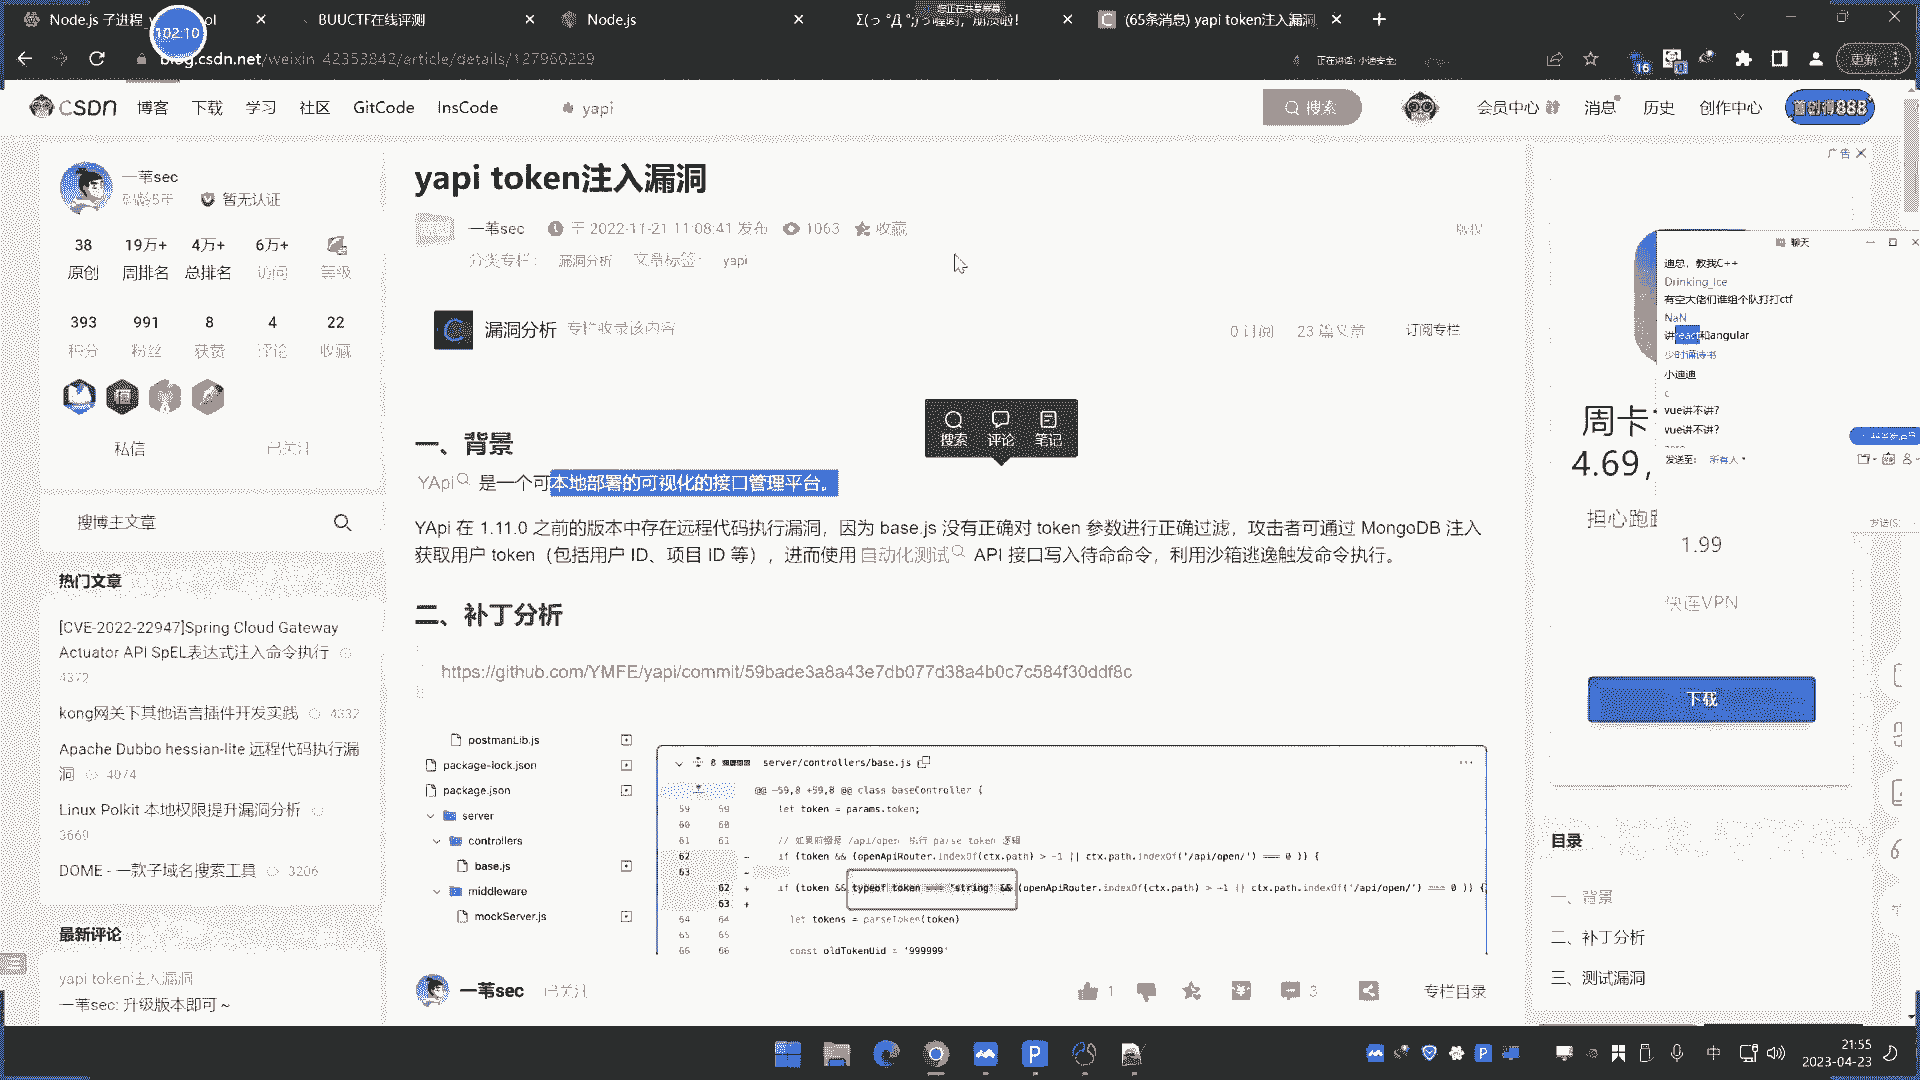 Node.js 子进程
BUUCTF在线评测
Node.js
(65条消息) yapi token注入漏洞
102:10
blog.csdn.net/weixin_42353842/article/details/127960229
更新
CSDN 博客 下载 学习 社区 GitCode InsCode yapi 搜索 会员中心 消息 历史 创作中心
一苇sec
码龄5年 暂无认证
38 19万+ 4万+ 6万+
原创 周排名 总排名 访问 等级
393 991 8 4 22
积分 粉丝 获赞 评论 收藏
私信 已关注
搜博主文章
热门文章
[CVE-2022-22947]Spring Cloud Gateway
Actuator API SpEL表达式注入命令执行
4372
kong网关下其他语言插件开发实践 4332
Apache Dubbo hessian-lite 远程代码执行漏
洞 4074
Linux Polkit 本地权限提升漏洞分析
3669
DOME - 一款子域名搜索工具 3206
最新评论
yapi token注入漏洞
一苇sec: 升级版本即可 ~
yapi token注入漏洞
一苇sec 于 2022-11-21 11:08:41 发布 1063 收藏
版权
分类专栏： 漏洞分析 文章标签： yapi
漏洞分析 专栏收录该内容
0 订阅 23 篇文章 订阅专栏
搜索 评论 笔记
一、背景
YApi 是一个可本地部署的可视化的接口管理平台。
YApi 在 1.11.0 之前的版本中存在远程代码执行漏洞，因为 base.js 没有正确对 token 参数进行正确过滤，攻击者可通过 MongoDB 注入
获取用户 token（包括用户 ID、项目 ID 等），进而使用 自动化测试 API 接口写入待命命令，利用沙箱逃逸触发命令执行。
二、补丁分析
https://github.com/YMFE/yapi/commit/59bade3a8a43e7db077d38a4b0c7c584f30ddf8c
postmanLib.js
package-lock.json
package.json
server
controllers
base.js
middleware
mockServer.js
server/controllers/base.js
@@ -59,8 +59,8 @@ class baseController {
59 59 let token = params.token;
60 60
61 61 // 如果前缀是 /api/open 执行 parse token 逻辑
62 - if (token && (openApiRouter.indexOf(ctx.path) > -1 || ctx.path.indexOf('/api/open/') === 0 )) {
63 -
62 + if (token && typeof token === 'string' && (openApiRouter.indexOf(ctx.path) > -1 || ctx.path.indexOf('/api/open/') === 0 )) {
63 +
64 64 let tokens = parseToken(token)
65 65
66 66 const oldTokenUid = '999999'
一苇sec 已关注
1 3 专栏目录
广告
聊天
迪总，教我C++
Drinking_Ice
有空大佬们谁组个队打打ctf
NaN
讲react和angular
小迪迪
vue讲不讲?
vue讲不讲?
发送至: 所有人
周卡
4.69,
1.99
快连VPN
下载
目录
一、背景
二、补丁分析
三、测试漏洞
中
21:55
2023-04-23